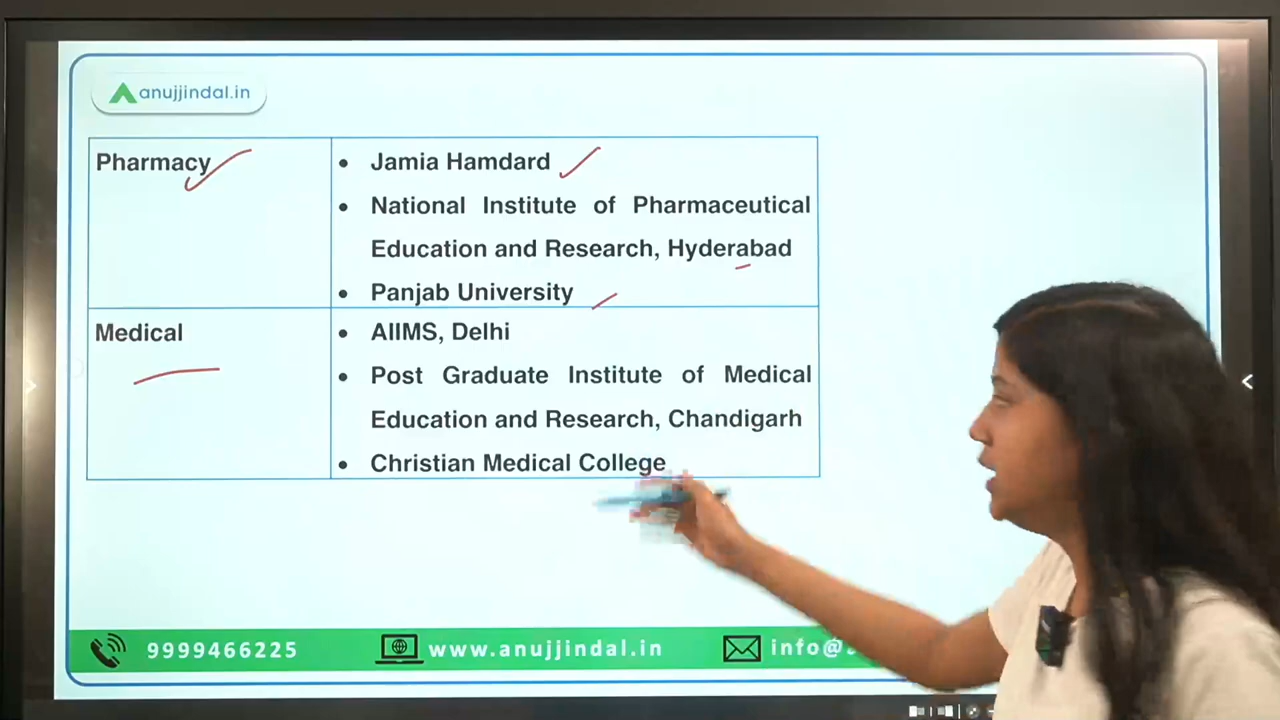 anujjindal.in
Pharmacy
• Jamia Hamdard
• National Institute of Pharmaceutical
Education and Research, Hyderabad
• Panjab University
Medical
• AIIMS, Delhi
• Post Graduate Institute of Medical
Education and Research, Chandigarh
• Christian Medical College
9999466225
www.anujjindal.in
info@